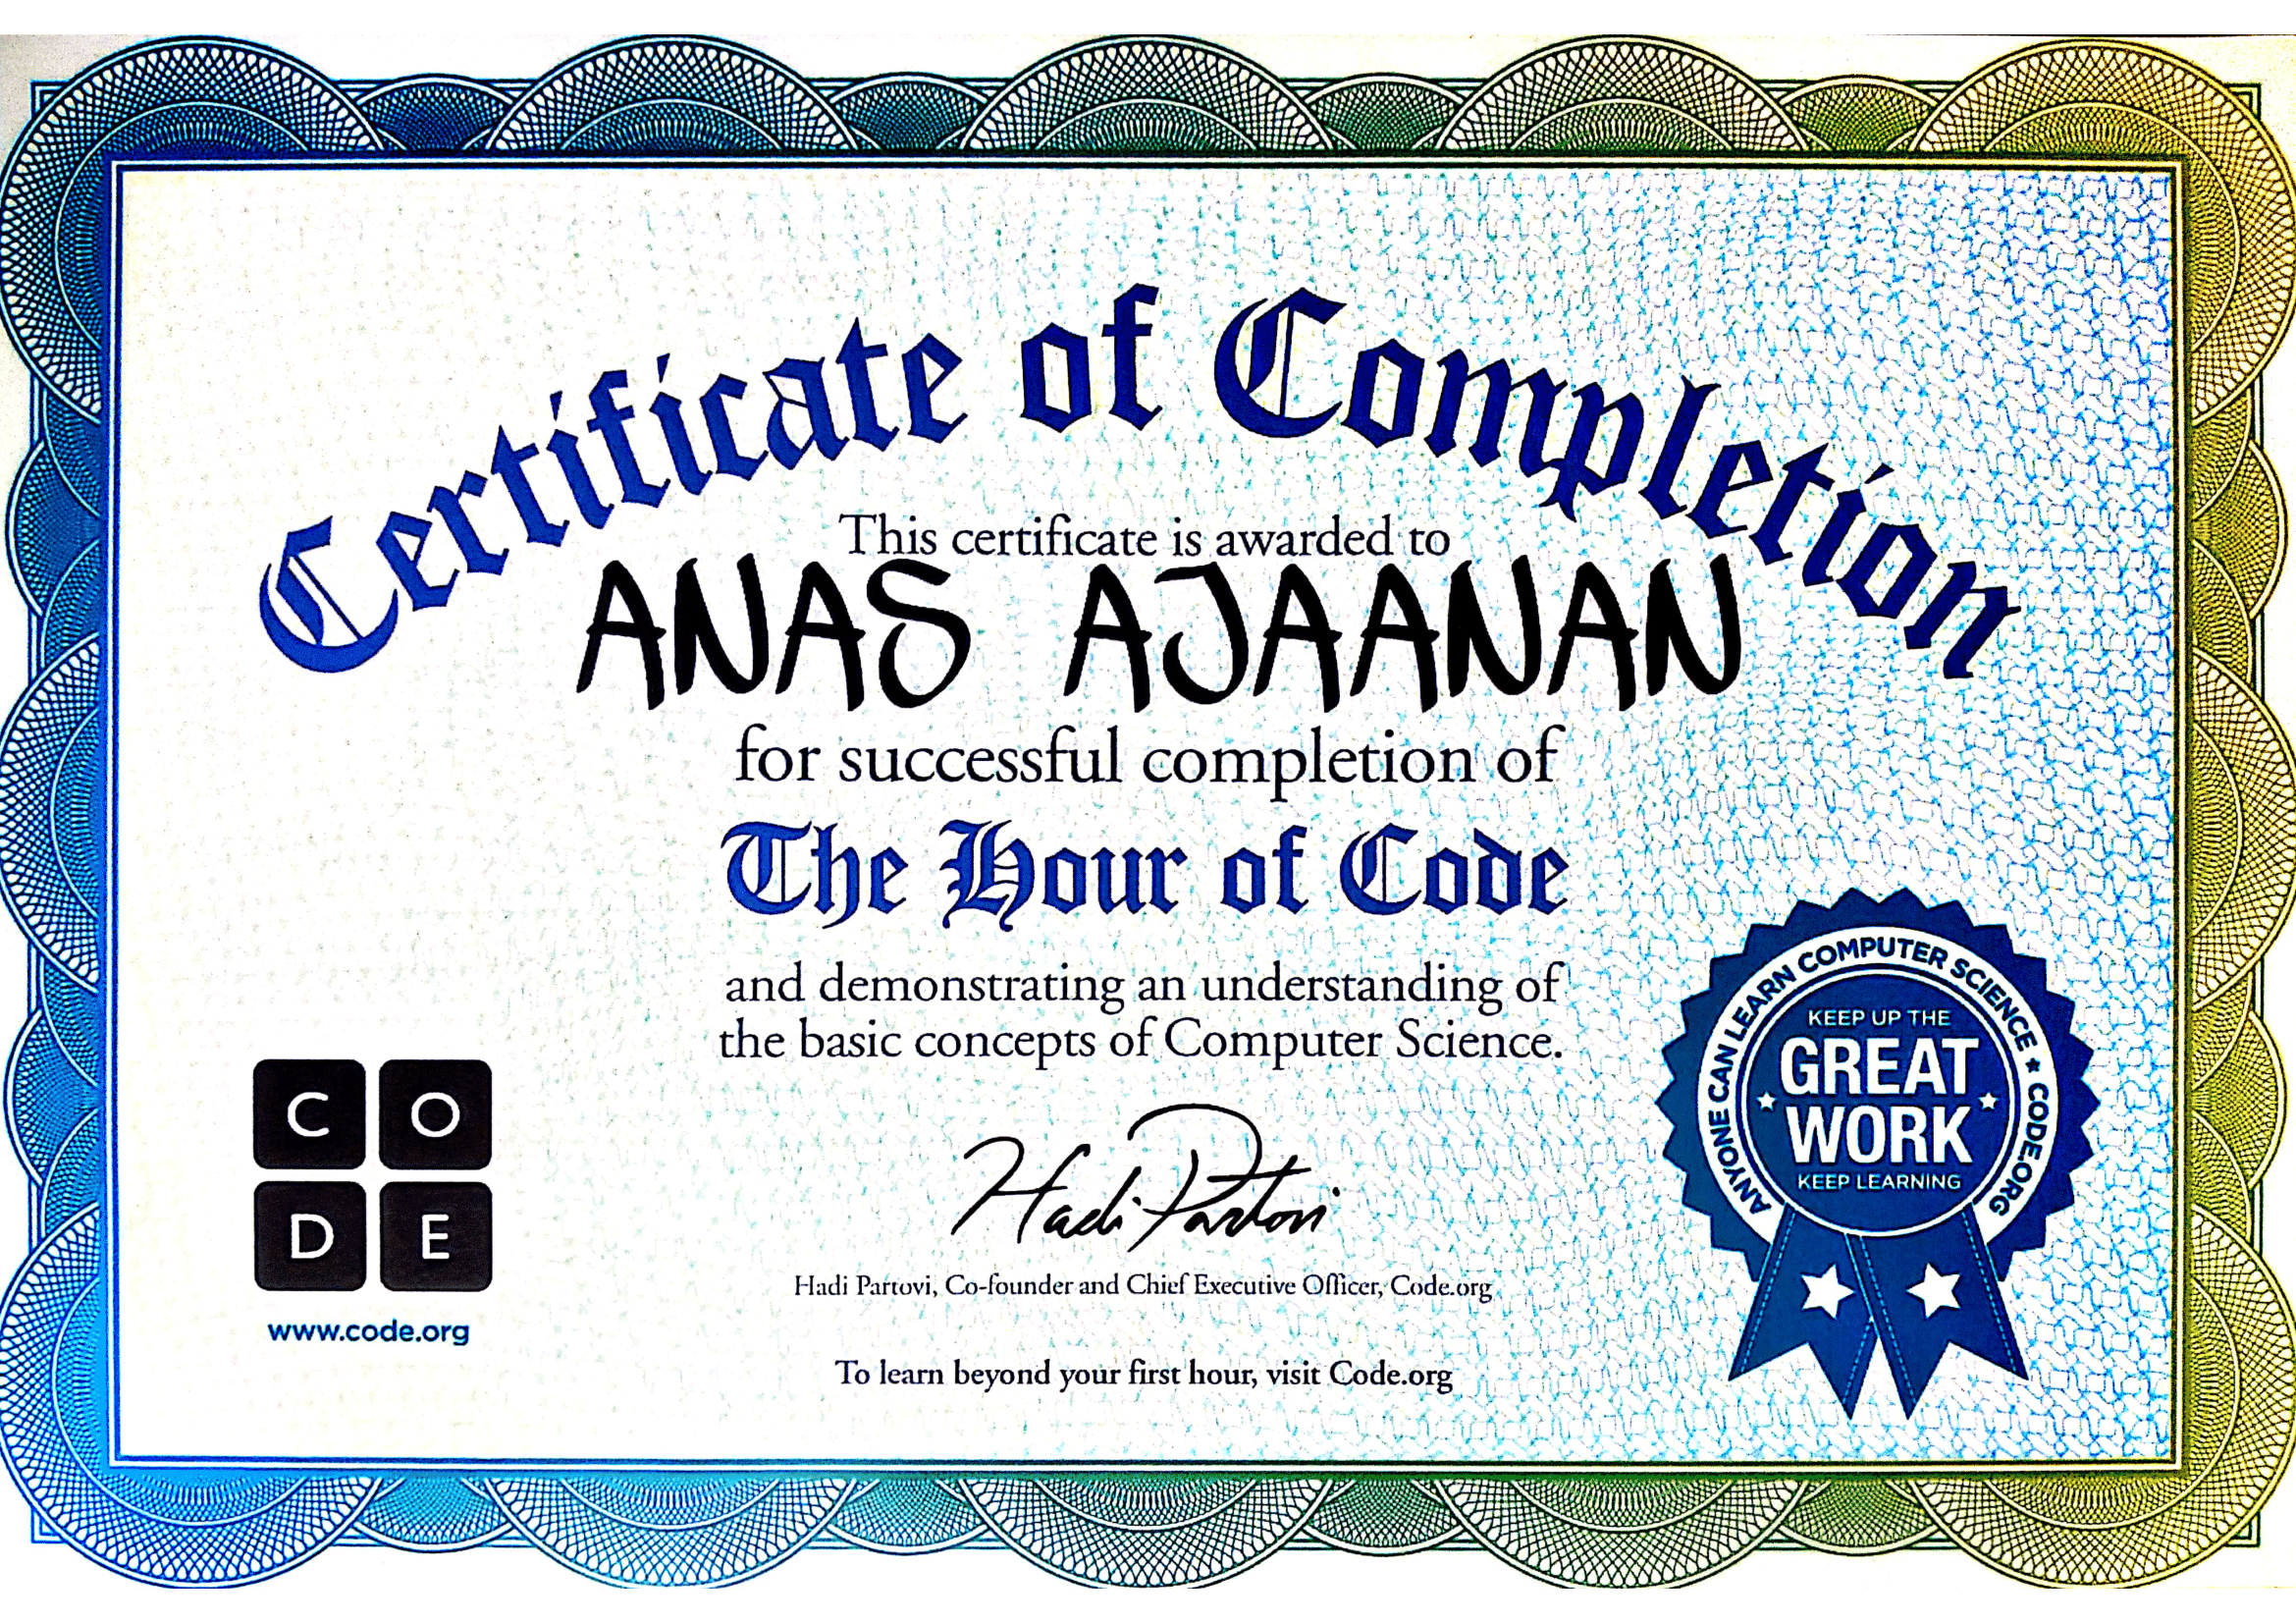 Certificate of Completion
This certificate is awarded to
ANAS AJAANAN
for successful completion of
The Hour of Code
and demonstrating an understanding of
the basic concepts of Computer Science.
Hadi Partovi
Hadi Partovi, Co-founder and Chief Executive Officer, Code.org
To learn beyond your first hour, visit Code.org
C O
D E
www.code.org
ANYONE CAN LEARN COMPUTER SCIENCE ★ CODE.ORG
KEEP UP THE
GREAT
WORK
KEEP LEARNING